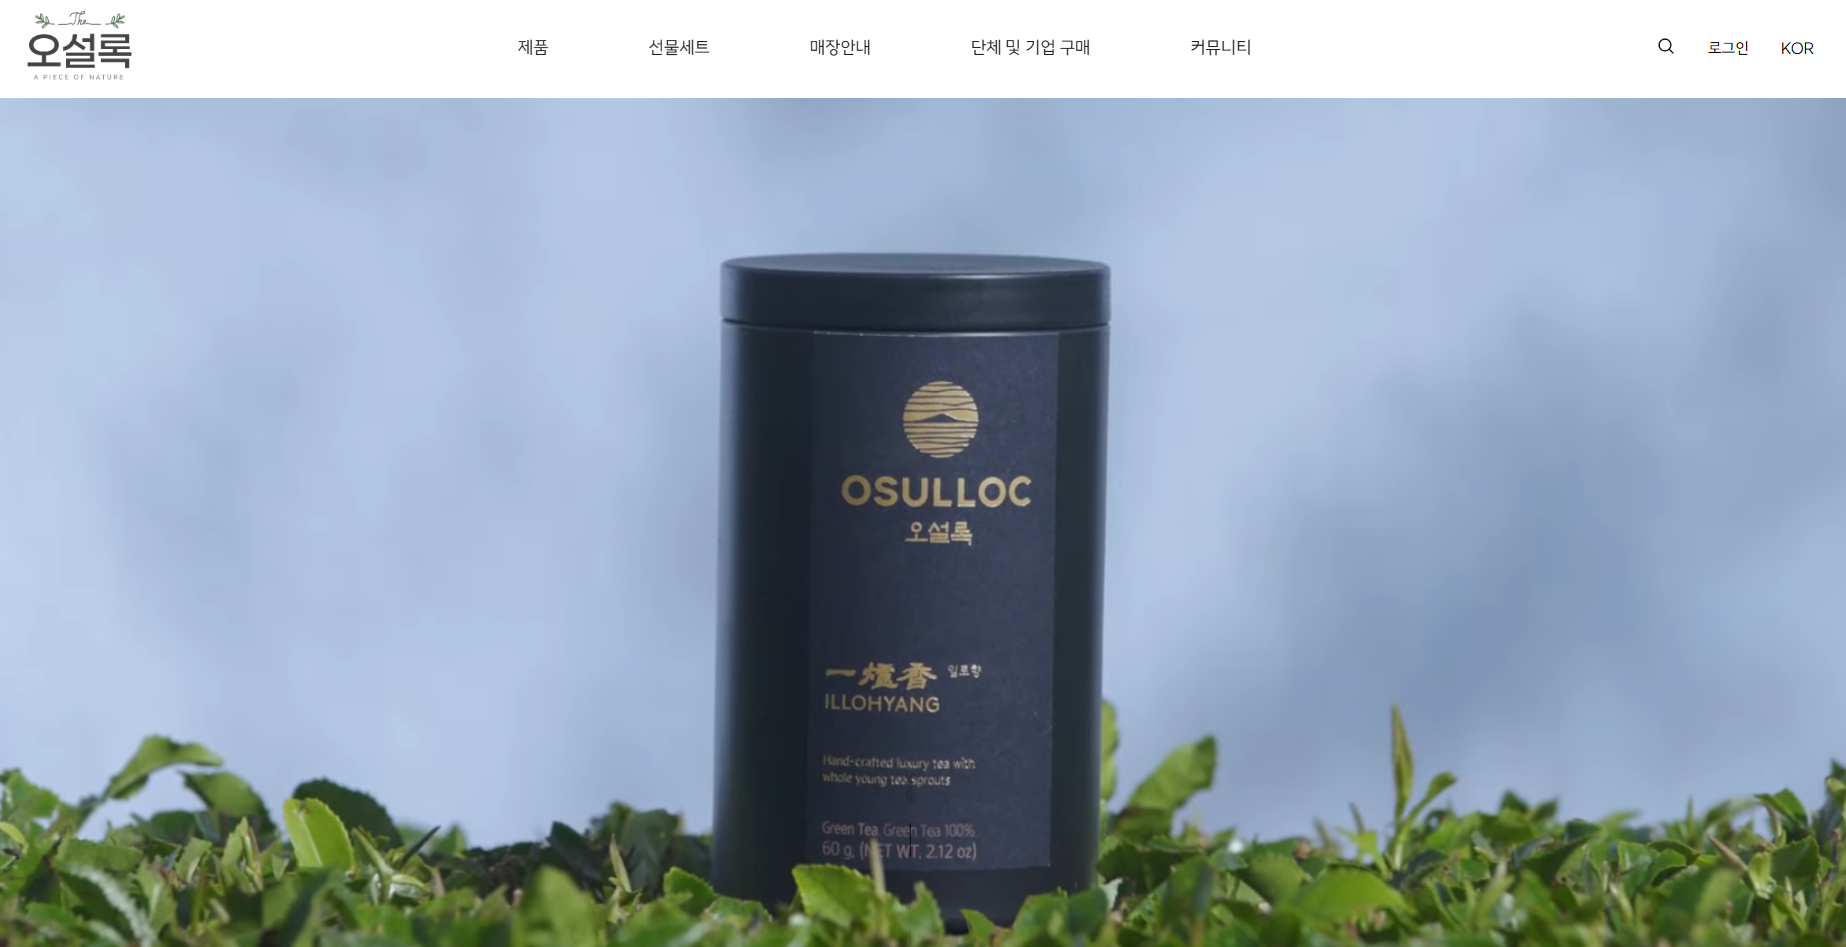 The
오설록
A PIECE OF NATURE
제품
선물세트
매장안내
단체 및 기업 구매
커뮤니티
로그인
KOR
OSULLOC
오설록
一爐香 일로향
ILLOHYANG
Hand-crafted luxury tea with
whole young tea sprouts
Green Tea Green Tea 100%
60 g, (NET WT. 2.12 oz)